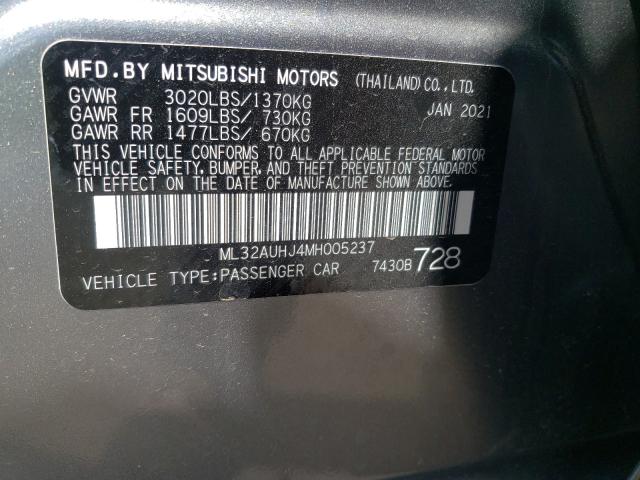 MFD.BY MITSUBISHI MOTORS (THAILAND) CO., LTD.
GVWR 3020LBS/1370KG JAN 2021
GAWR FR 1609LBS/ 730KG
GAWR RR 1477LBS/ 670KG
THIS VEHICLE CONFORMS TO ALL APPLICABLE FEDERAL MOTOR
VEHICLE SAFETY, BUMPER, AND THEFT PREVENTION STANDARDS
IN EFFECT ON THE DATE OF MANUFACTURE SHOWN ABOVE.
ML32AUHJ4MH005237
VEHICLE TYPE:PASSENGER CAR 7430B 728